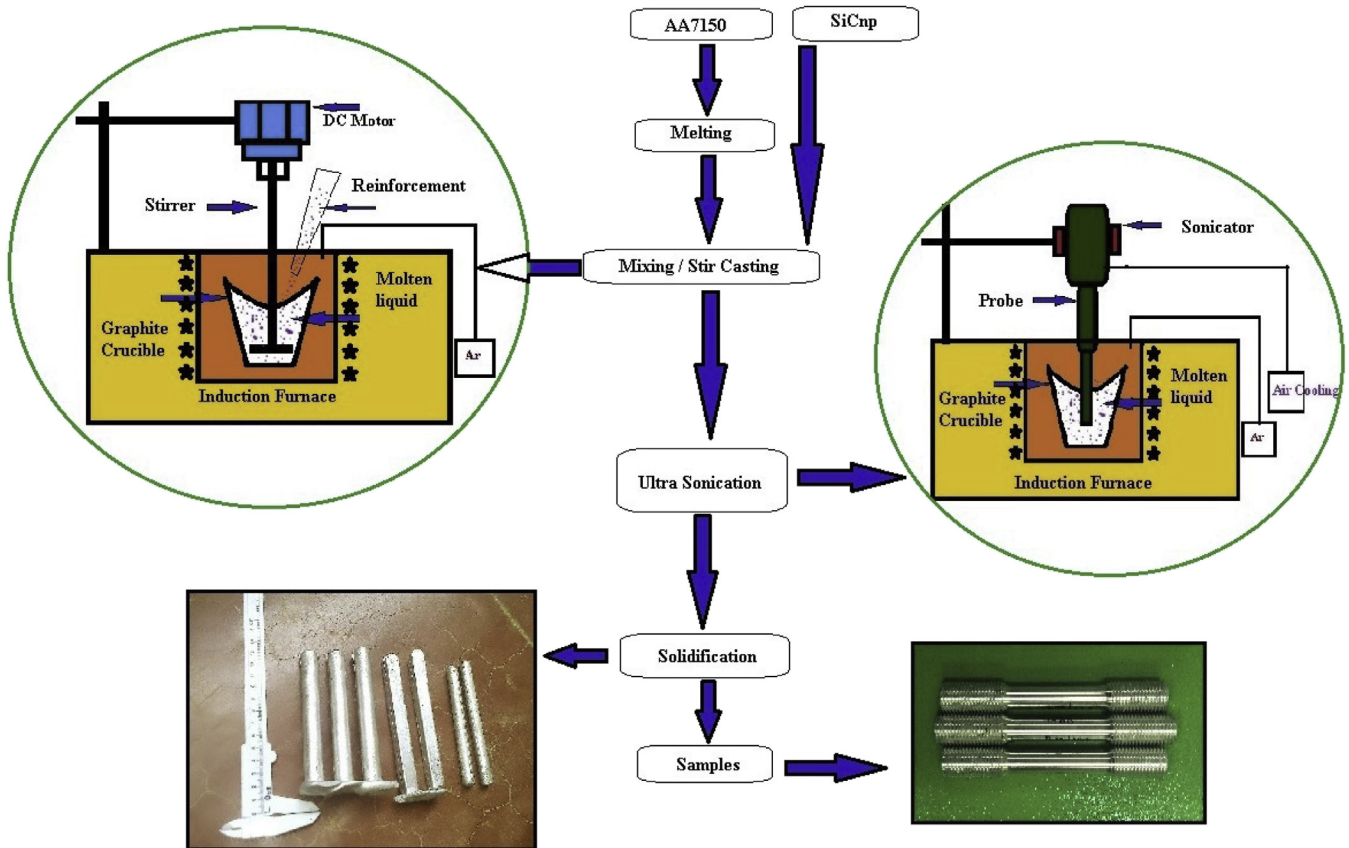 AA7150
SiCnp
Melting
Mixing / Stir Casting
Ultra Sonication
Solidification
Samples
DC Motor
Reinforcement
Stirrer
Molten
liquid
Graphite
Crucible
Ar
Induction Furnace
Sonicator
Probe
Molten
liquid
Graphite
Crucible
Air Cooling
Ar
Induction Furnace